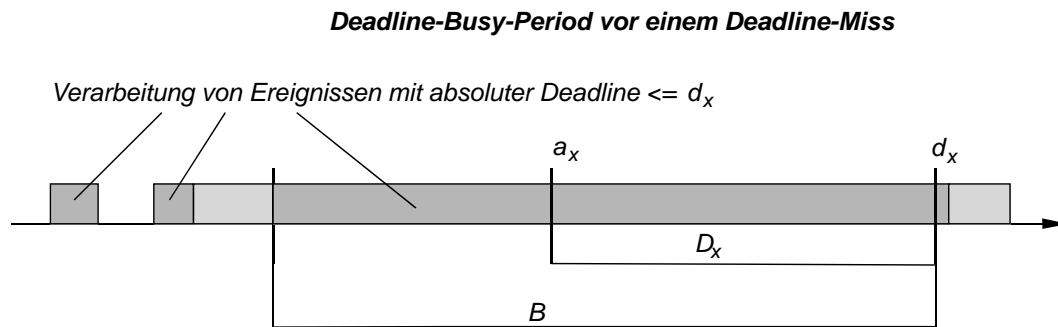 Deadline-Busy-Period vor einem Deadline-Miss
Verarbeitung von Ereignissen mit absoluter Deadline <= dx
ax
dx
Dx
B